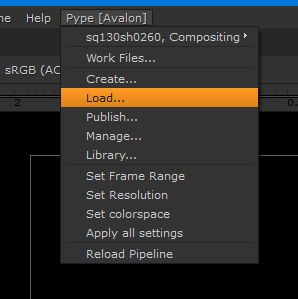 me Help Pype [Avalon]
sq130sh0260, Compositing
Work Files...
sRGB (AC
Create...
2 Load... 0.
Publish...
Manage...
Library...
Set Frame Range
Set Resolution
Set colorspace
Apply all settings
Reload Pipeline